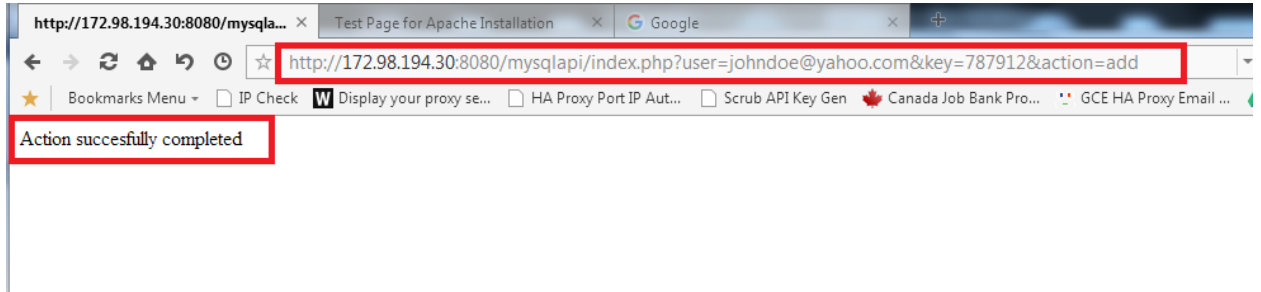 http://172.98.194.30:8080/mysqla... × Test Page for Apache Installation × Google ×
http://172.98.194.30:8080/mysqlapi/index.php?user=johndoe@yahoo.com&key=787912&action=add
Bookmarks Menu IP Check W Display your proxy se... HA Proxy Port IP Aut... Scrub API Key Gen Canada Job Bank Pro... GCE HA Proxy Email ...
Action succesfully completed